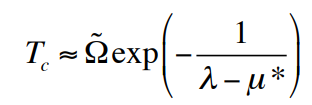 T_c ≈ Ω̃ exp(−1/(λ − μ*))